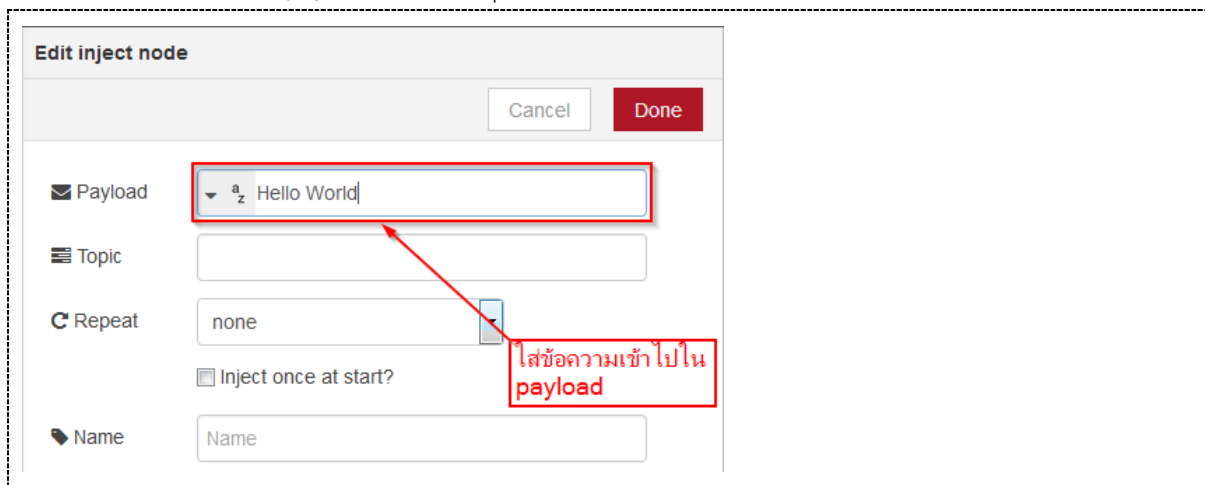 Edit inject node
Cancel
Done
Payload
a
z
Hello World
Topic
Repeat
none
ใส่ข้อความเข้าไปใน
payload
Inject once at start?
Name
Name